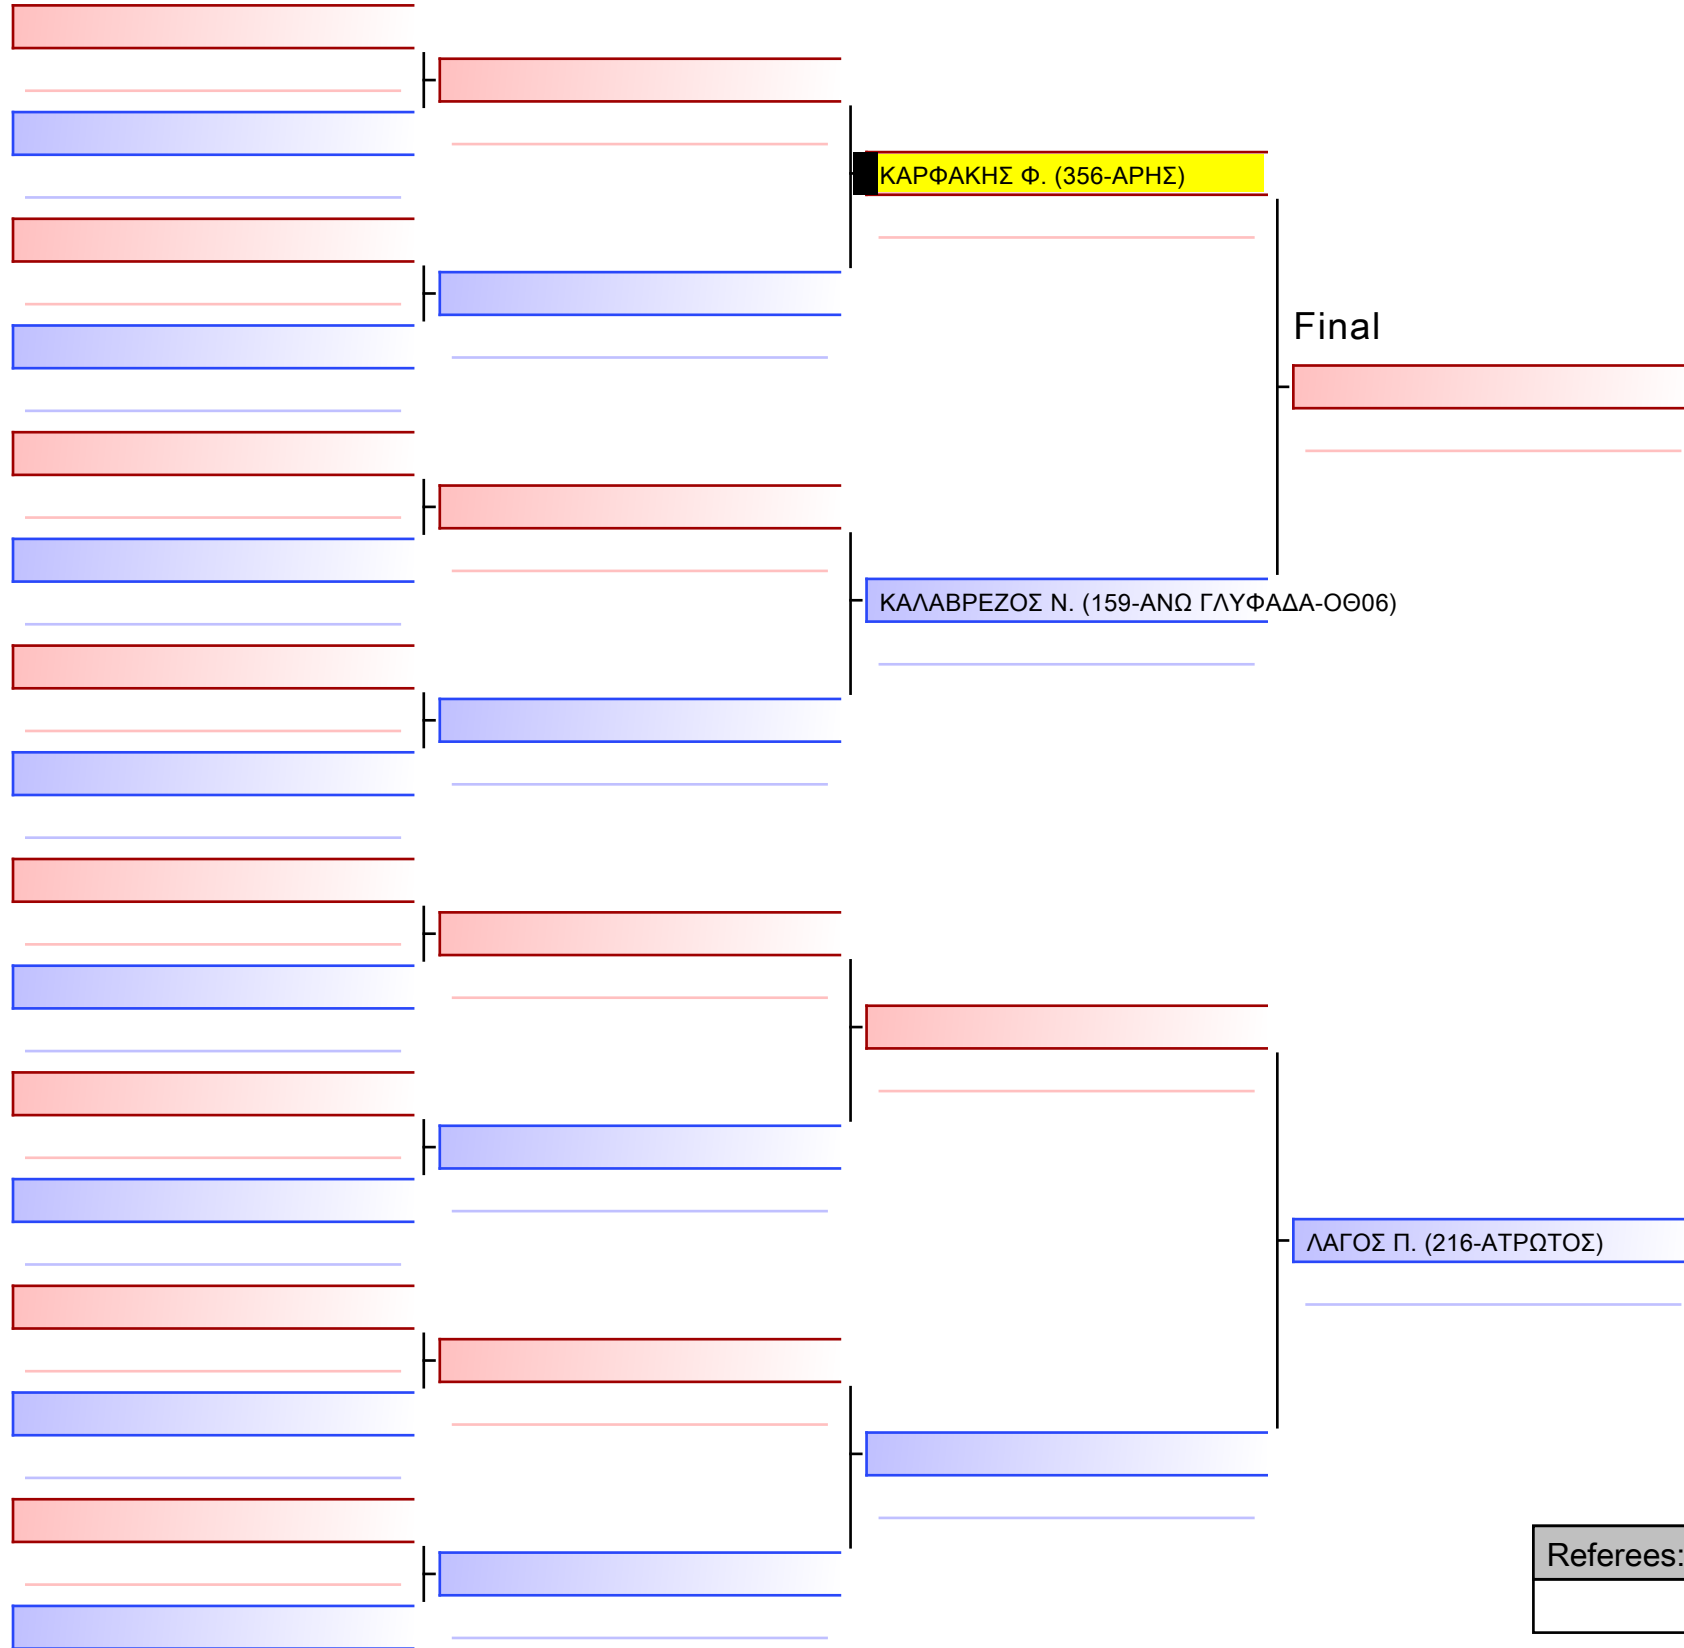 ΚΑΡΦΑΚΗΣ Φ. (356-ΑΡΗΣ)
Final
ΚΑΛΑΒΡΕΖΟΣ Ν. (159-ΑΝΩ ΓΛΥΦΑΔΑ-ΟΘ06)
ΛΑΓΟΣ Π. (216-ΑΤΡΩΤΟΣ)
Referees: